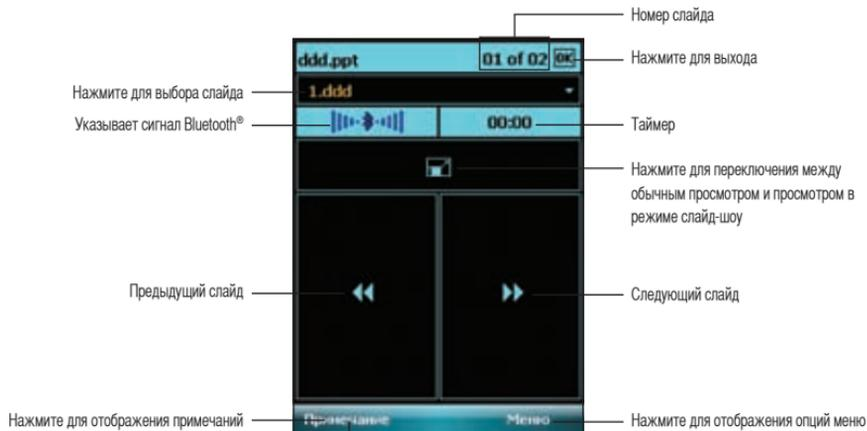 Номер слайда
ddd.ppt 01 of 02 OK
Нажмите для выхода
1.ddd
Нажмите для выбора слайда
Указывает сигнал Bluetooth®
00:00
Таймер
Нажмите для переключения между
обычным просмотром и просмотром в
режиме слайд-шоу
Предыдущий слайд
Следующий слайд
Нажмите для отображения примечаний
Примечание Меню
Нажмите для отображения опций меню